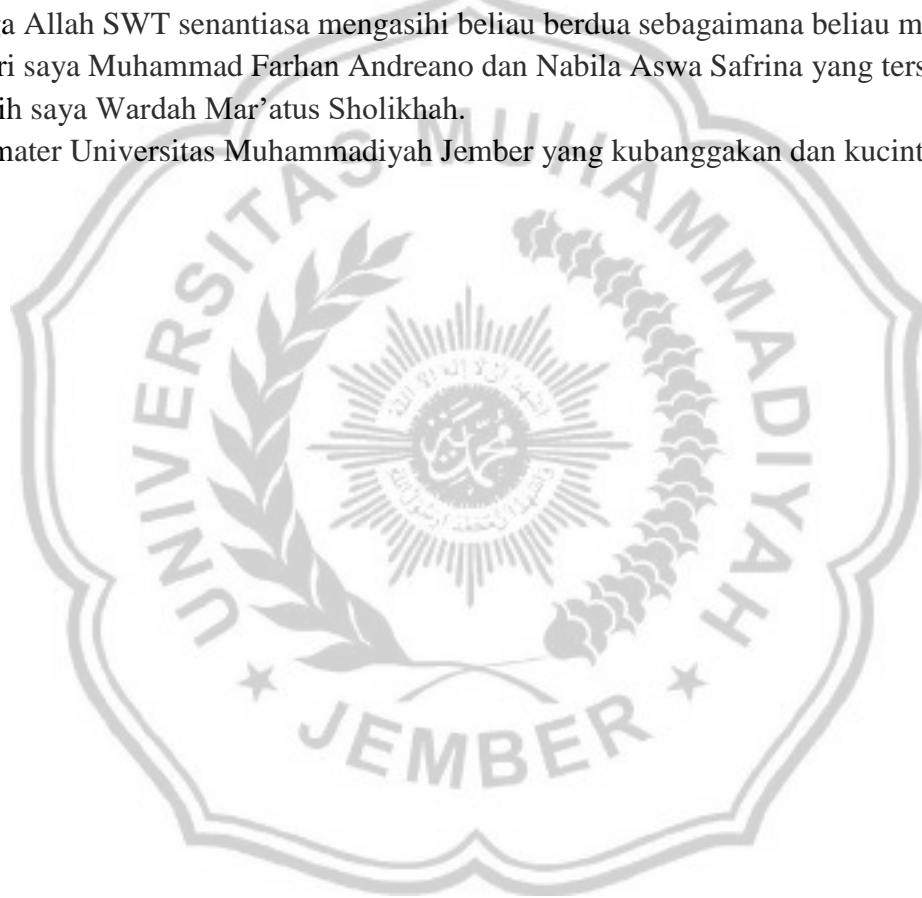 ga Allah SWT senantiasa mengasihi beliau berdua sebagaimana beliau m
ri saya Muhammad Farhan Andreano dan Nabila Aswa Safrina yang ters
ih saya Wardah Mar’atus Sholikhah.
mater Universitas Muhammadiyah Jember yang kubanggakan dan kucint
UNIVERSITAS MUHAMMADIYAH
JEMBER